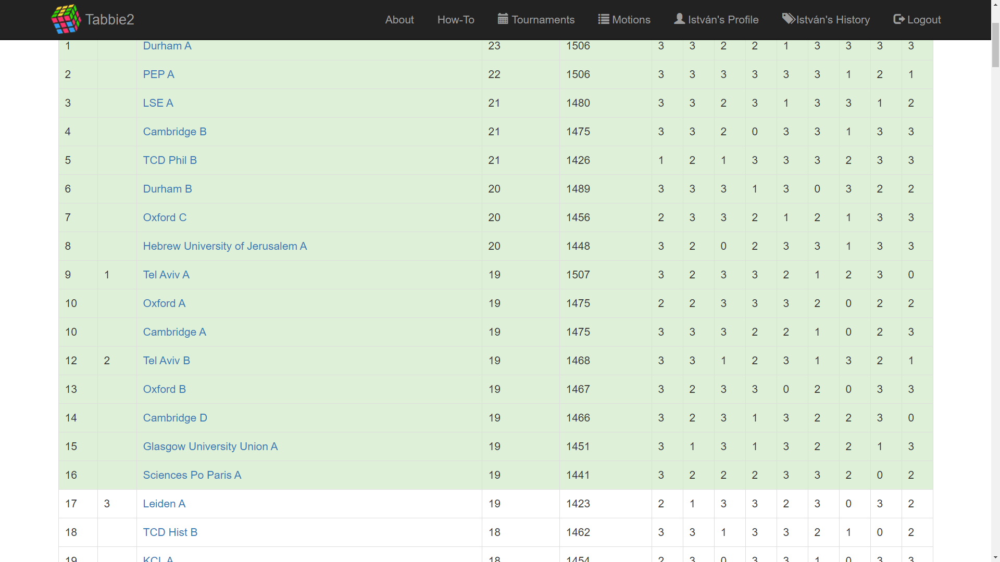 Tabbie2 About How-To Tournaments Motions István's Profile István's History Logout
1 Durham A 23 1506 3 3 2 2 1 3 3 3 3
2 PEP A 22 1506 3 3 3 3 3 3 1 2 1
3 LSE A 21 1480 3 3 2 3 1 3 3 1 2
4 Cambridge B 21 1475 3 3 2 0 3 3 1 3 3
5 TCD Phil B 21 1426 1 2 1 3 3 3 2 3 3
6 Durham B 20 1489 3 3 3 1 3 0 3 2 2
7 Oxford C 20 1456 2 3 3 2 1 2 1 3 3
8 Hebrew University of Jerusalem A 20 1448 3 2 0 2 3 3 1 3 3
9 1 Tel Aviv A 19 1507 3 2 3 3 2 1 2 3 0
10 Oxford A 19 1475 2 2 3 3 3 2 0 2 2
10 Cambridge A 19 1475 3 3 3 2 2 1 0 2 3
12 2 Tel Aviv B 19 1468 3 3 1 2 3 1 3 2 1
13 Oxford B 19 1467 3 2 3 3 0 2 0 3 3
14 Cambridge D 19 1466 3 2 3 1 3 2 2 3 0
15 Glasgow University Union A 19 1451 3 1 3 1 3 2 2 1 3
16 Sciences Po Paris A 19 1441 3 2 2 2 3 3 2 0 2
17 3 Leiden A 19 1423 2 1 3 3 2 3 0 3 2
18 TCD Hist B 18 1462 3 3 1 3 3 2 1 0 2
19 KCL A 18 1454 2 3 0 3 3 1 0 3 3